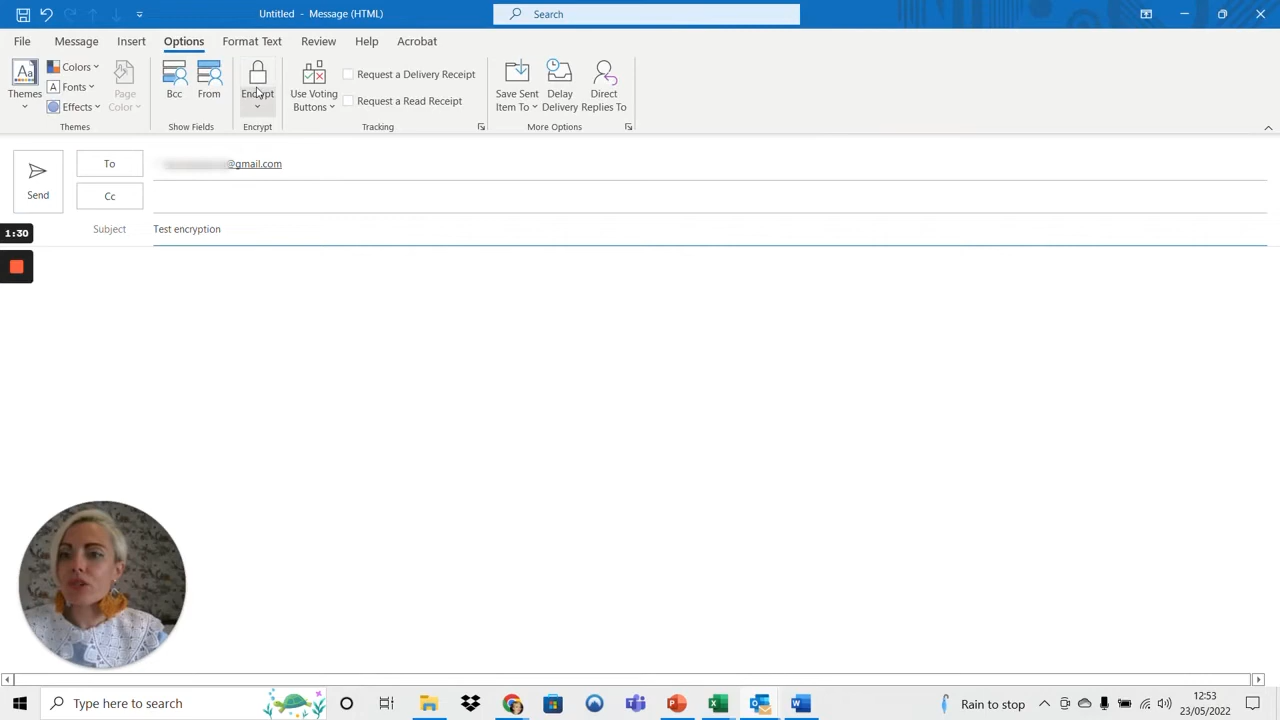 Untitled - Message (HTML)
Search
File Message Insert Options Format Text Review Help Acrobat
Aa
Themes
Colors
Fonts
Effects
Page Color
Themes
Bcc
From
Show Fields
Encrypt
Encrypt
Use Voting Buttons
Request a Delivery Receipt
Request a Read Receipt
Tracking
Save Sent Item To
Delay Delivery
Direct Replies To
More Options
Send
To
@gmail.com
Cc
Subject
Test encryption
1:30
Type here to search
Rain to stop
12:53
23/05/2022